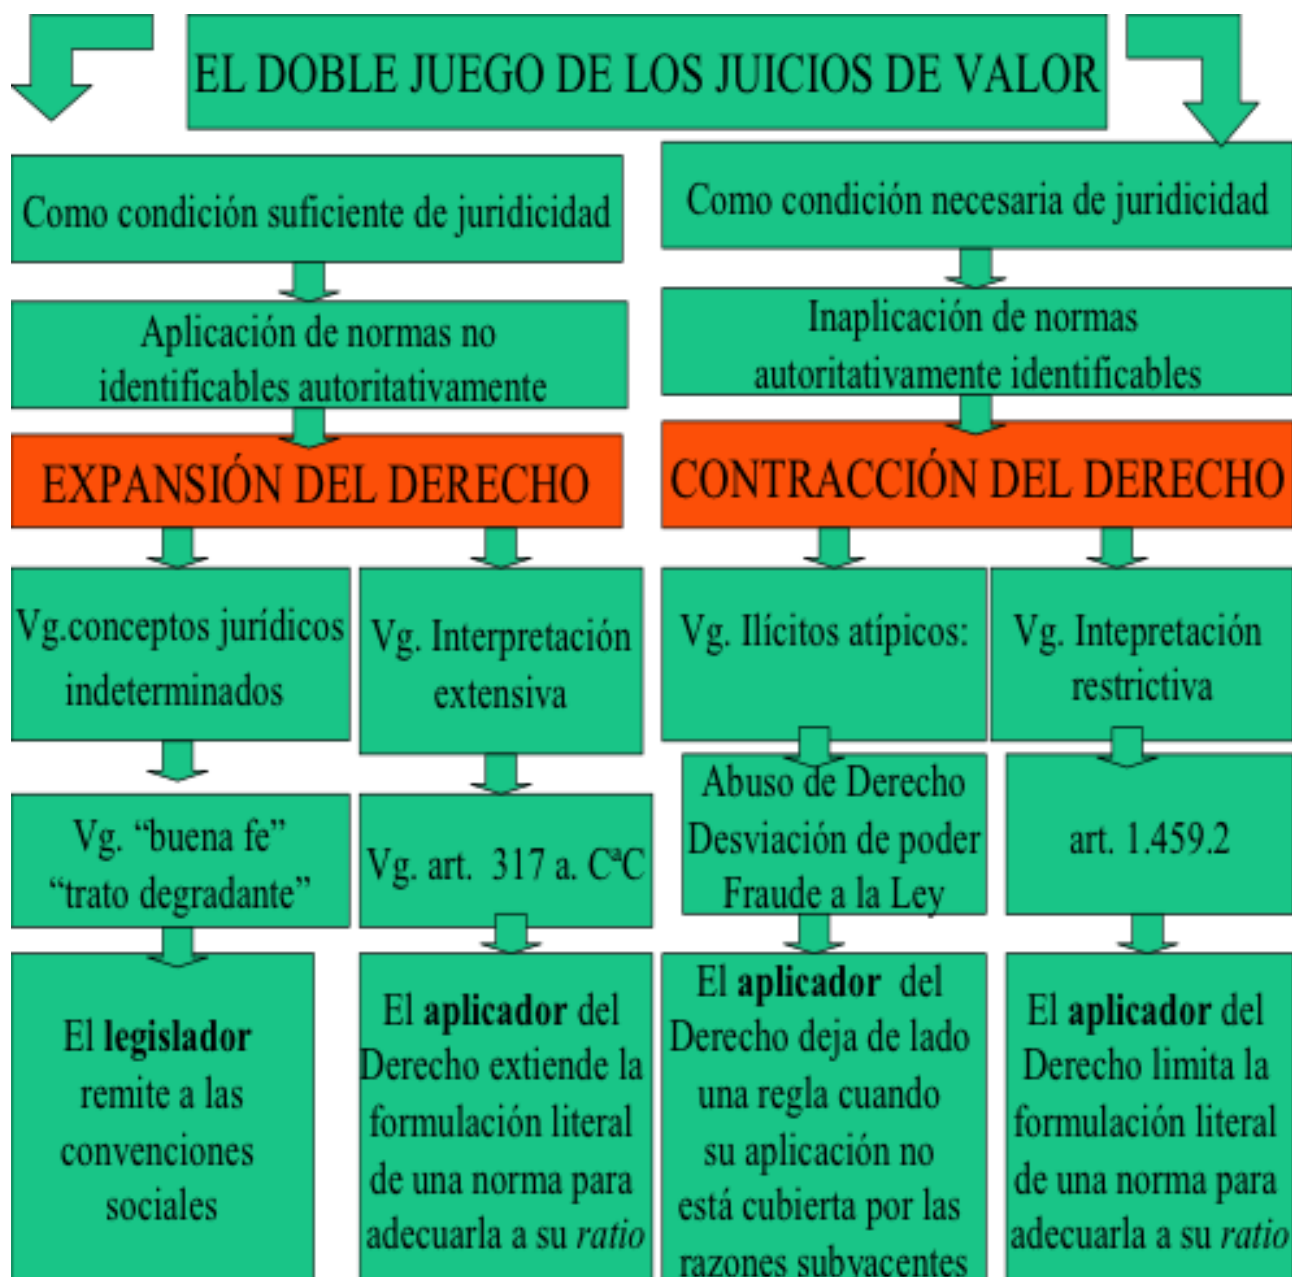 EL DOBLE JUEGO DE LOS JUICIOS DE VALOR
Como condición suficiente de juridicidad
Aplicación de normas no
identificables autoritativamente
EXPANSIÓN DEL DERECHO
Vg.conceptos jurídicos
indeterminados
Vg. “buena fe”
“trato degradante”
El legislador
remite a las
convenciones
sociales
Vg. Interpretación
extensiva
Vg. art. 317 a. CªC
El aplicador del
Derecho extiende la
formulación literal
de una norma para
adecuarla a su ratio
Como condición necesaria de juridicidad
Inaplicación de normas
autoritativamente identificables
CONTRACCIÓN DEL DERECHO
Vg. Ilícitos atípicos:
Abuso de Derecho
Desviación de poder
Fraude a la Ley
El aplicador del
Derecho deja de lado
una regla cuando
su aplicación no
está cubierta por las
razones subyacentes
Vg. Intepretación
restrictiva
art. 1.459.2
El aplicador del
Derecho limita la
formulación literal
de una norma para
adecuarla a su ratio